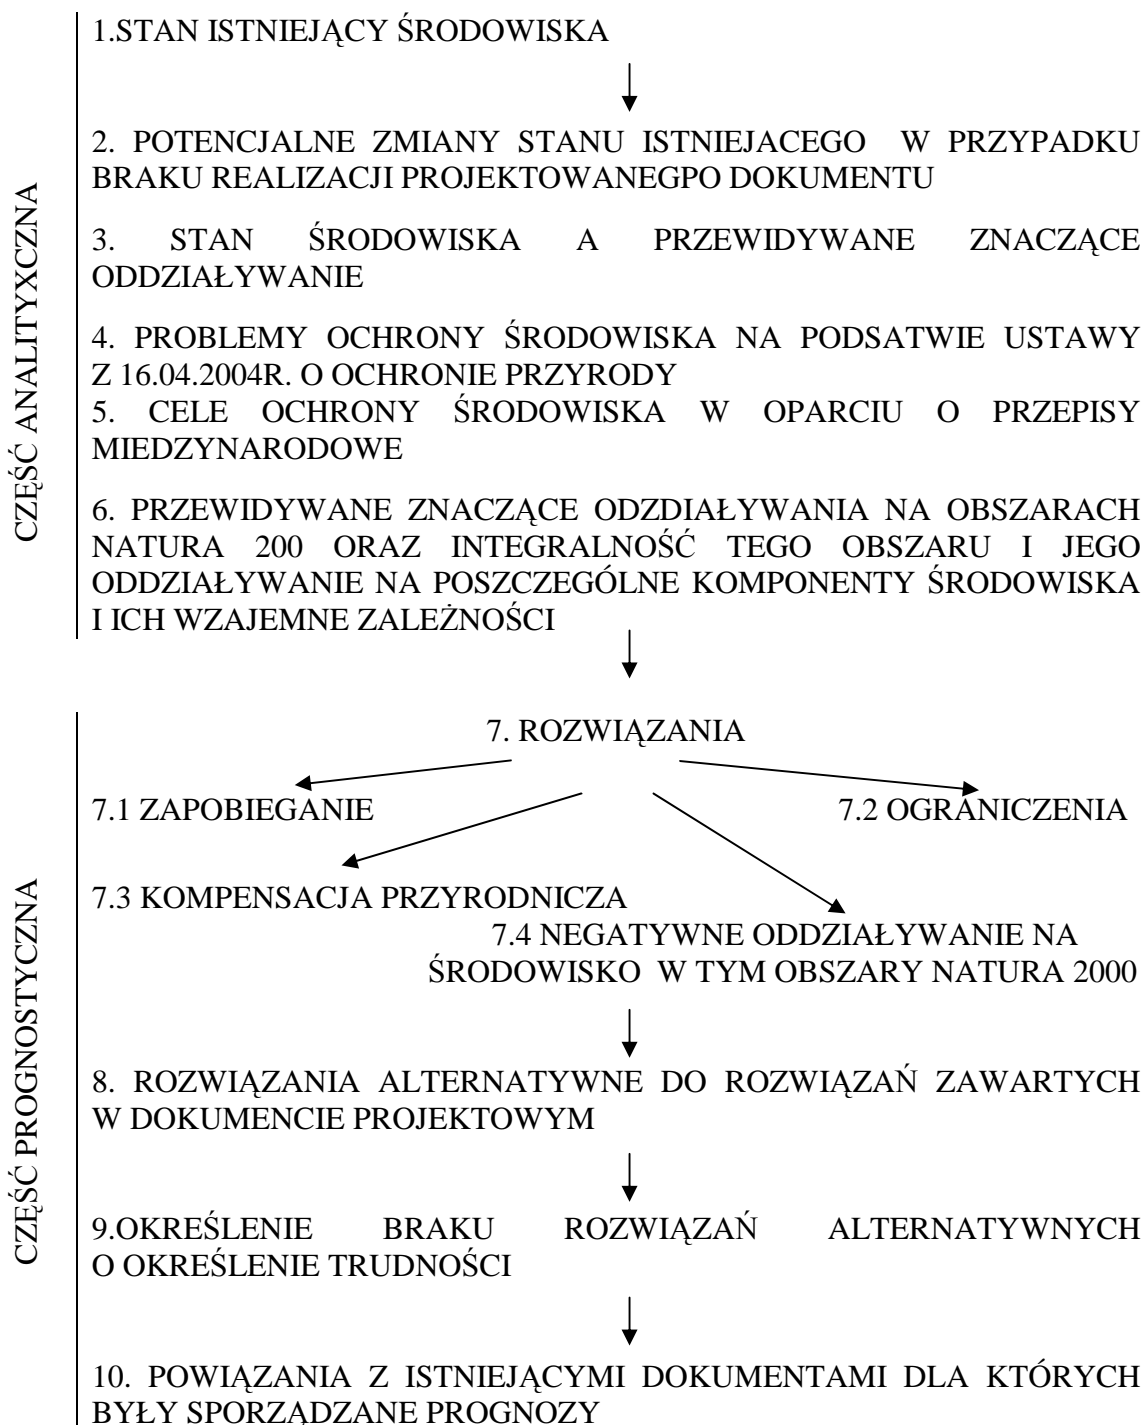 CZĘŚĆ ANALITYXCZNA
1.STAN ISTNIEJĄCY ŚRODOWISKA
2. POTENCJALNE ZMIANY STANU ISTNIEJACEGO W PRZYPADKU
BRAKU REALIZACJI PROJEKTOWANEGPO DOKUMENTU
3. STAN ŚRODOWISKA A PRZEWIDYWANE ZNACZĄCE
ODDZIAŁYWANIE
4. PROBLEMY OCHRONY ŚRODOWISKA NA PODSATWIE USTAWY
Z 16.04.2004R. O OCHRONIE PRZYRODY
5. CELE OCHRONY ŚRODOWISKA W OPARCIU O PRZEPISY
MIEDZYNARODOWE
6. PRZEWIDYWANE ZNACZĄCE ODZDIAŁYWANIA NA OBSZARACH
NATURA 200 ORAZ INTEGRALNOŚĆ TEGO OBSZARU I JEGO
ODDZIAŁYWANIE NA POSZCZEGÓLNE KOMPONENTY ŚRODOWISKA
I ICH WZAJEMNE ZALEŻNOŚCI
CZĘŚĆ PROGNOSTYCZNA
7. ROZWIĄZANIA
7.1 ZAPOBIEGANIE
7.2 OGRANICZENIA
7.3 KOMPENSACJA PRZYRODNICZA
7.4 NEGATYWNE ODDZIAŁYWANIE NA
ŚRODOWISKO W TYM OBSZARY NATURA 2000
8. ROZWIĄZANIA ALTERNATYWNE DO ROZWIĄZAŃ ZAWARTYCH
W DOKUMENCIE PROJEKTOWYM
9.OKREŚLENIE BRAKU ROZWIĄZAŃ ALTERNATYWNYCH
O OKREŚLENIE TRUDNOŚCI
10. POWIĄZANIA Z ISTNIEJĄCYMI DOKUMENTAMI DLA KTÓRYCH
BYŁY SPORZĄDZANE PROGNOZY